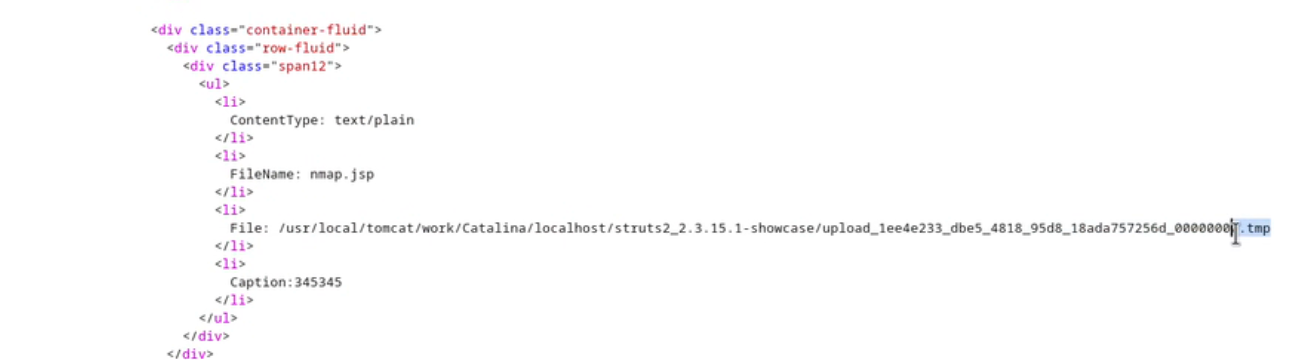 <div class="container-fluid">
<div class="row-fluid">
<div class="span12">
<ul>
<li>
ContentType: text/plain
</li>
<li>
FileName: nmap.jsp
</li>
<li>
File: /usr/local/tomcat/work/Catalina/localhost/struts2_2.3.15.1-showcase/upload_1ee4e233_dbe5_4818_95d8_18ada757256d_0000000
.tmp
</li>
<li>
Caption:345345
</li>
</ul>
</div>
</div>